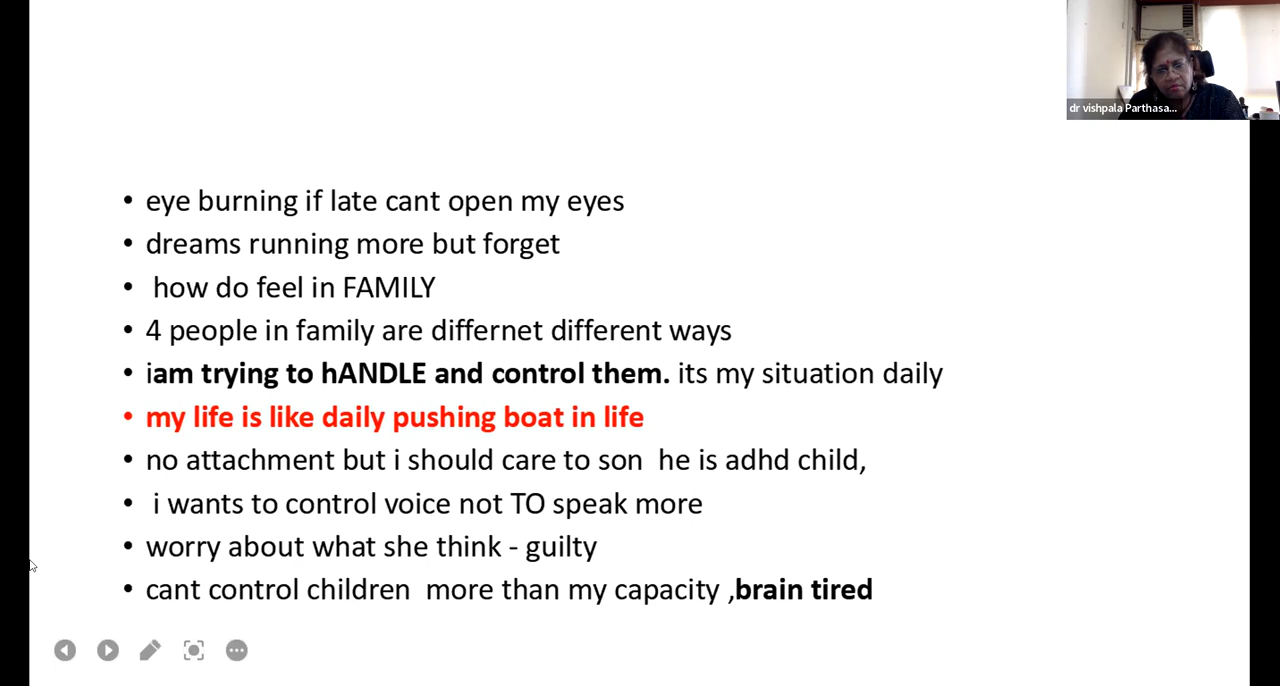 dr vishpala Parthasa...
• eye burning if late cant open my eyes
• dreams running more but forget
• how do feel in FAMILY
• 4 people in family are differnet different ways
• iam trying to hANDLE and control them. its my situation daily
• my life is like daily pushing boat in life
• no attachment but i should care to son he is adhd child,
• i wants to control voice not TO speak more
• worry about what she think - guilty
• cant control children more than my capacity ,brain tired